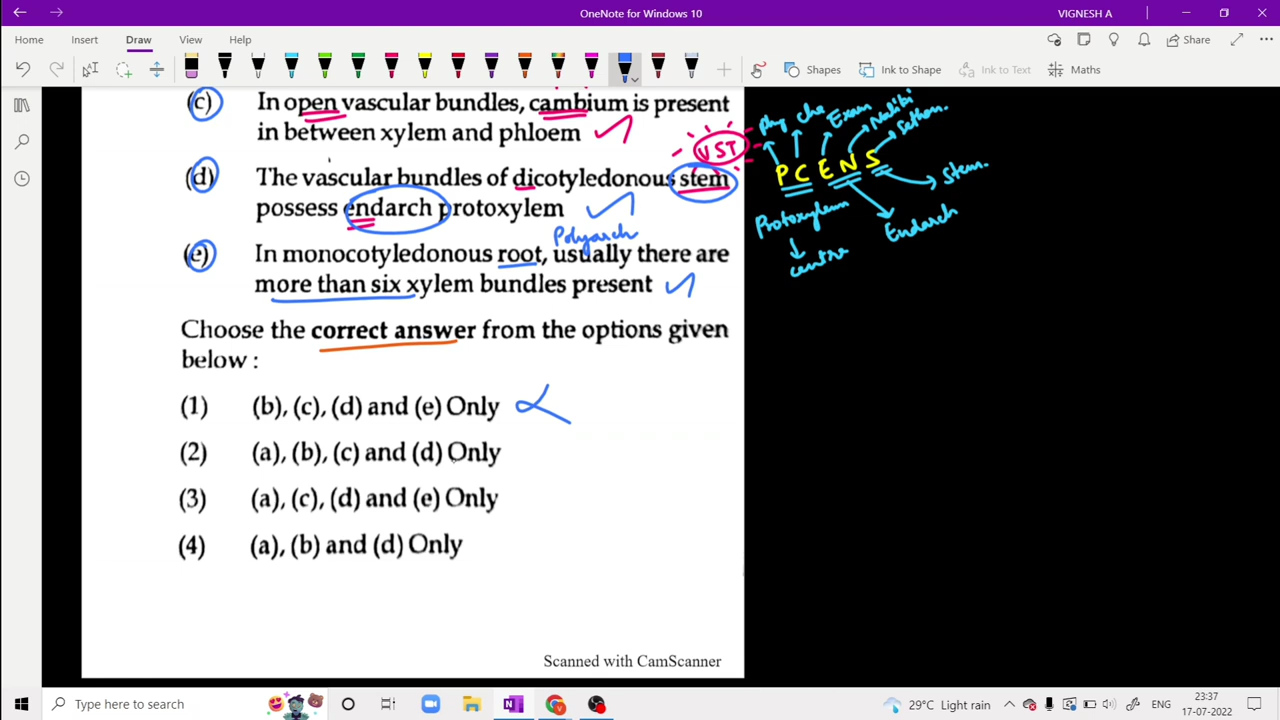 OneNote for Windows 10
VIGNESH A
Home Insert Draw View Help
Share
Shapes Ink to Shape Ink to Text Maths
(c) In open vascular bundles, cambium is present
in between xylem and phloem
VST
(d) The vascular bundles of dicotyledonous stem
possess endarch protoxylem
Polyarch
(e) In monocotyledonous root, usually there are
more than six xylem bundles present
Choose the correct answer from the options given
below :
(1) (b), (c), (d) and (e) Only
(2) (a), (b), (c) and (d) Only
(3) (a), (c), (d) and (e) Only
(4) (a), (b) and (d) Only
Scanned with CamScanner
Phy che Exam
P C E N S
Stem.
Protoxylem
Endarch
centre
Type here to search
29°C Light rain
ENG
23:37
17-07-2022